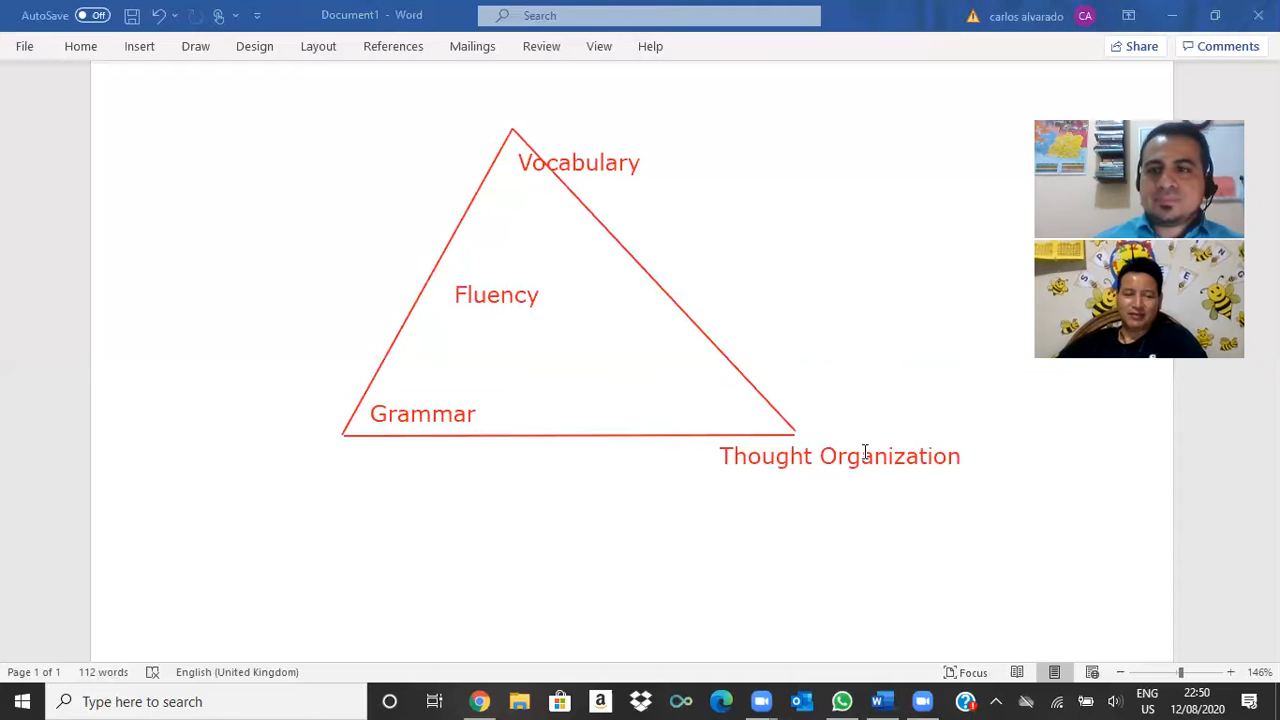 AutoSave Off Document1 - Word Search carlos alvarado CA
File Home Insert Draw Design Layout References Mailings Review View Help Share Comments
Vocabulary
Fluency
Grammar
Thought Organization
Page 1 of 1 112 words English (United Kingdom) Focus 146%
Type here to search ENG 22:50
US 12/08/2020